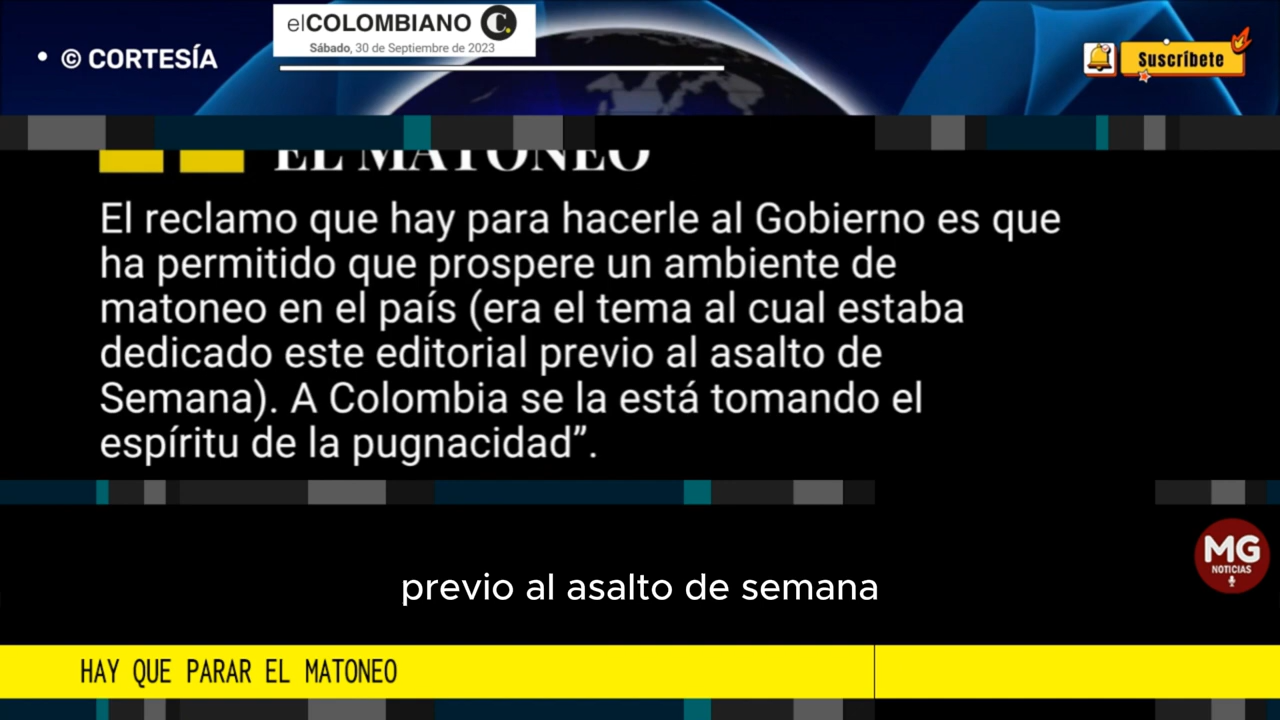 elCOLOMBIANO C.
Sábado, 30 de Septiembre de 2023
• © CORTESÍA
Suscríbete
EL MATONEO
El reclamo que hay para hacerle al Gobierno es que
ha permitido que prospere un ambiente de
matoneo en el país (era el tema al cual estaba
dedicado este editorial previo al asalto de
Semana). A Colombia se la está tomando el
espíritu de la pugnacidad”.
MG
NOTICIAS
previo al asalto de semana
HAY QUE PARAR EL MATONEO